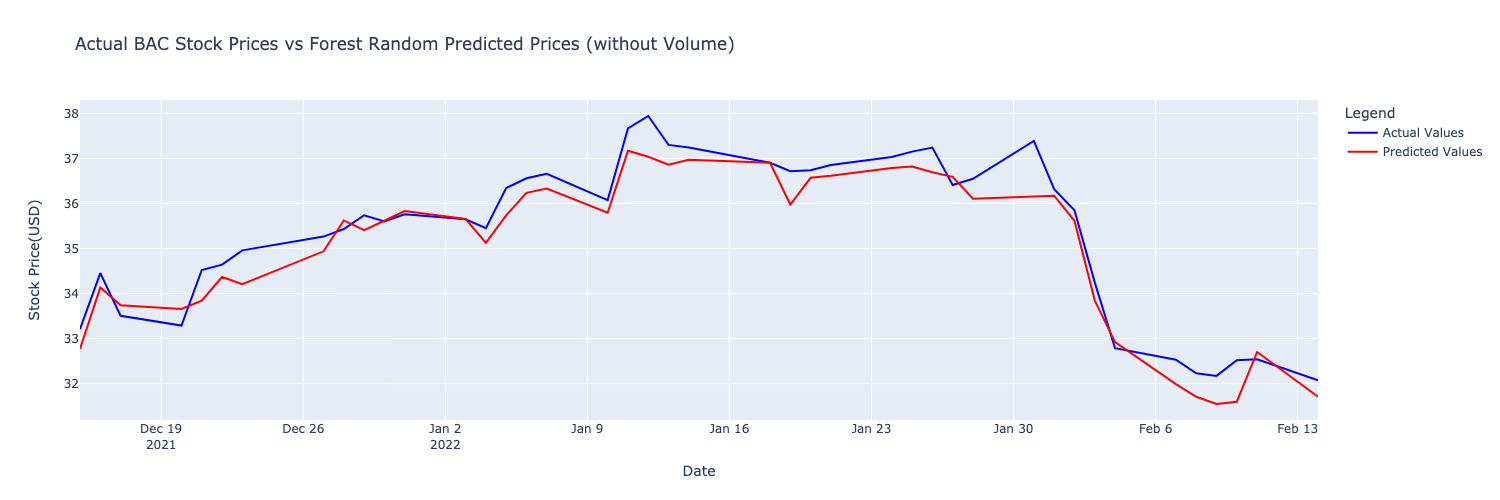 Actual BAC Stock Prices vs Forest Random Predicted Prices (without Volume)
Legend
Actual Values
Predicted Values
Stock Price(USD)
38
37
36
35
34
33
32
Dec 19
2021
Dec 26
Jan 2
2022
Jan 9
Jan 16
Jan 23
Jan 30
Feb 6
Feb 13
Date